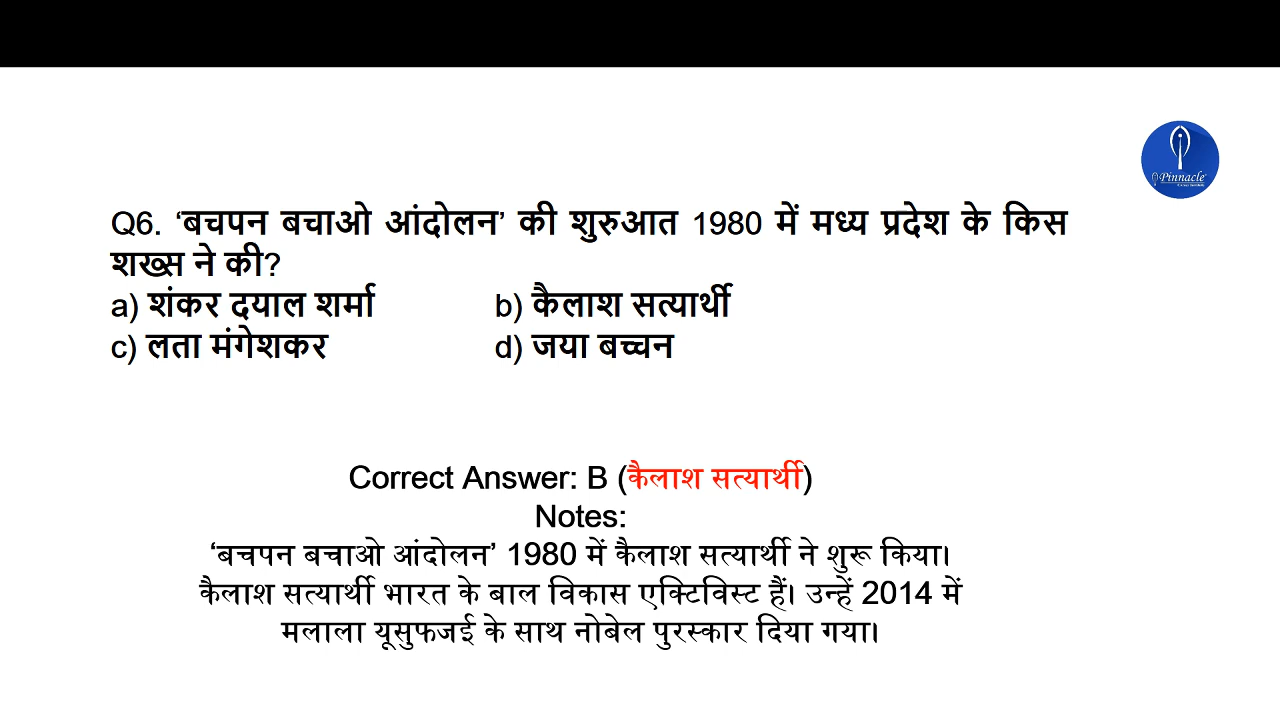 Pinnacle
Q6. ‘बचपन बचाओ आंदोलन’ की शुरुआत 1980 में मध्य प्रदेश के किस
शख्स ने की?
a) शंकर दयाल शर्मा b) कैलाश सत्यार्थी
c) लता मंगेशकर d) जया बच्चन
Correct Answer: B (कैलाश सत्यार्थी)
Notes:
‘बचपन बचाओ आंदोलन’ 1980 में कैलाश सत्यार्थी ने शुरू किया।
कैलाश सत्यार्थी भारत के बाल विकास एक्टिविस्ट हैं। उन्हें 2014 में
मलाला यूसुफजई के साथ नोबेल पुरस्कार दिया गया।